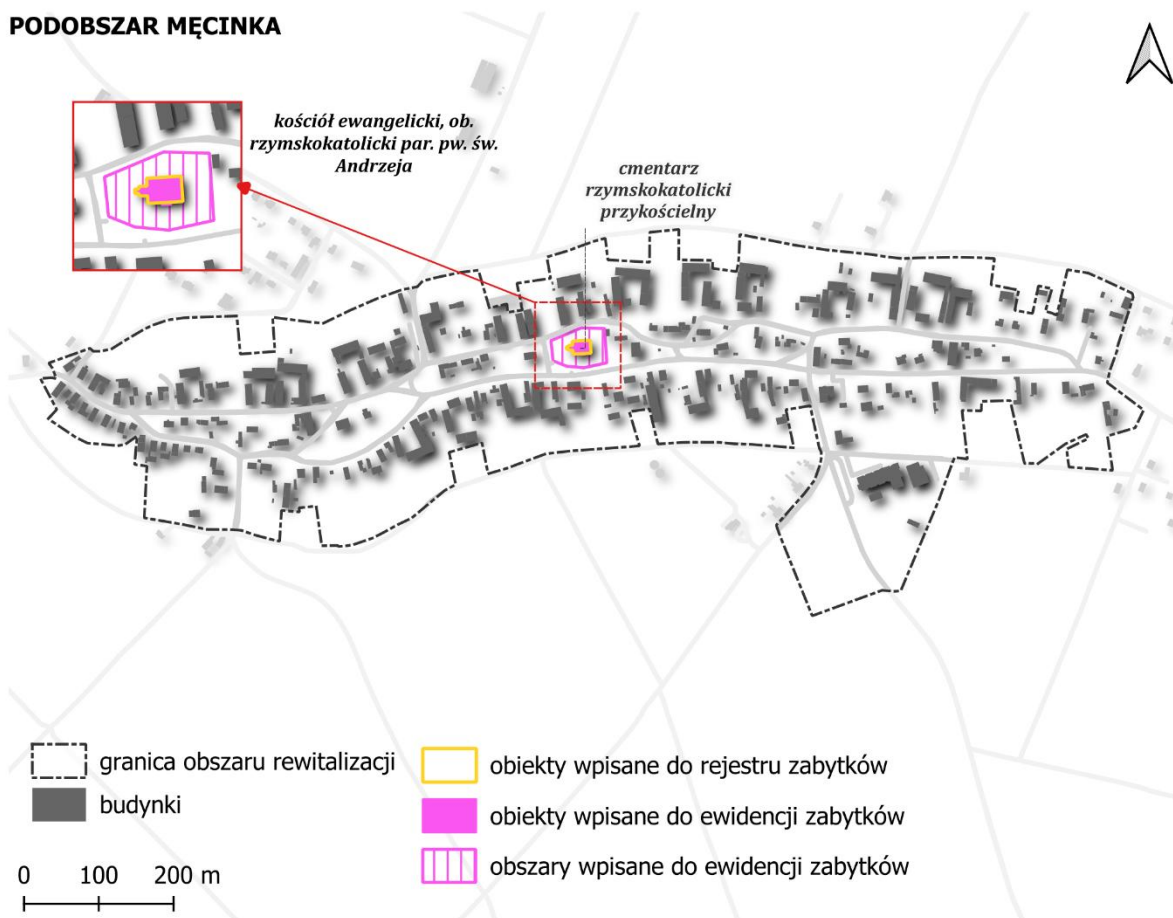 PODOBSZAR MĘCINKA
kościół ewangelicki, ob.
rzymskokatolicki par. pw. św.
Andrzeja
cmentarz
rzymskokatolicki
przykościelny
granica obszaru rewitalizacji
budynki
obiekty wpisane do rejestru zabytków
obiekty wpisane do ewidencji zabytków
obszary wpisane do ewidencji zabytków
0 100 200 m